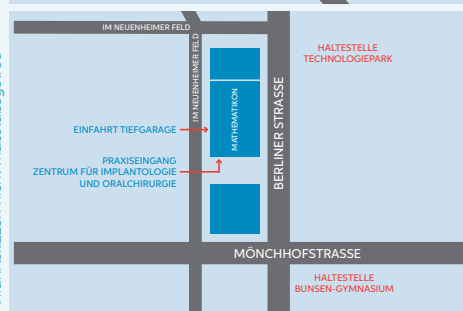 IM NEUENHEIMER FELD
IM NEUENHEIMER FELD
HALTESTELLE
TECHNOLOGIEPARK
EINFAHRT TIEFGARAGE
MATHEMATIKON
BERLINER STRASSE
PRAXISEINGANG
ZENTRUM FÜR IMPLANTOLOGIE
UND ORALCHIRURGIE
MÖNCHHOFSTRASSE
HALTESTELLE
BUNSEN-GYMNASIUM